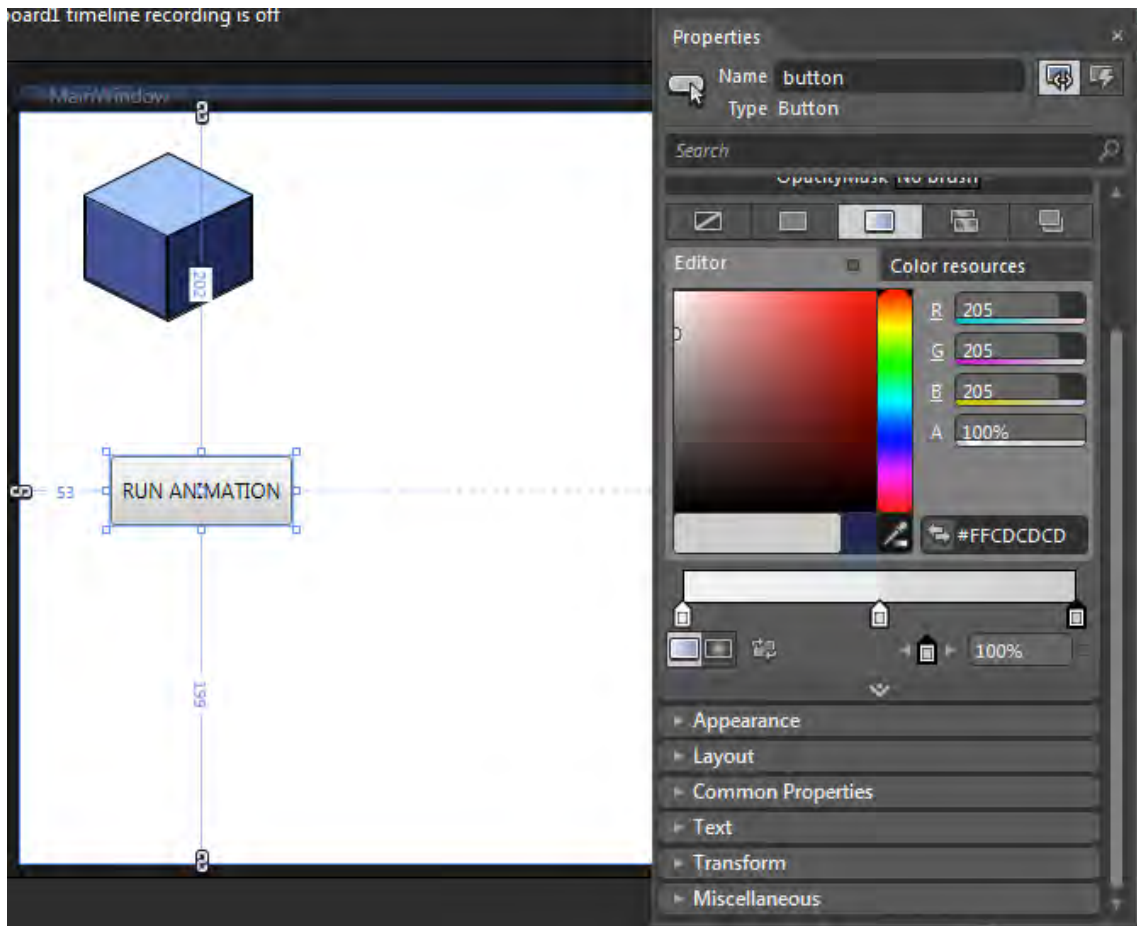 board1 timeline recording is off
MainWindow
202
53
RUN ANIMATION
199
Properties
Name button
Type Button
Search
OpacityMask No brush
Editor
Color resources
R 205
G 205
B 205
A 100%
#FFCDCDCD
100%
Appearance
Layout
Common Properties
Text
Transform
Miscellaneous